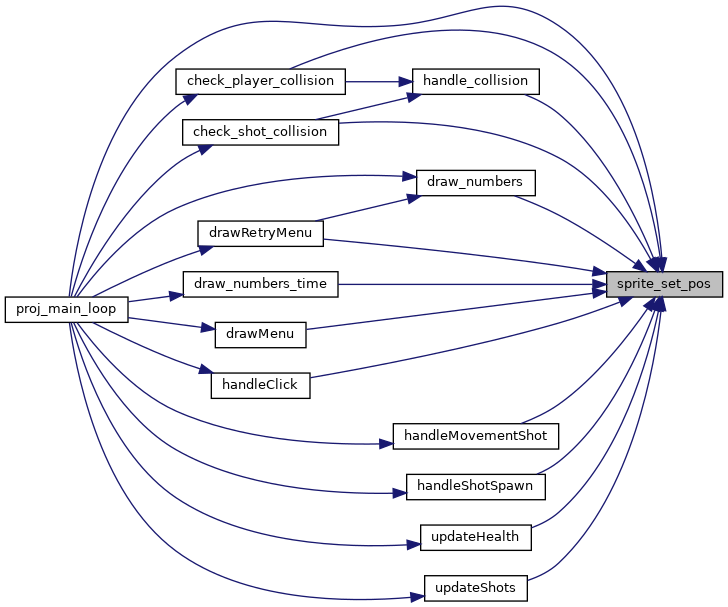 check_player_collision
handle_collision
check_shot_collision
draw_numbers
drawRetryMenu
draw_numbers_time
sprite_set_pos
proj_main_loop
drawMenu
handleClick
handleMovementShot
handleShotSpawn
updateHealth
updateShots